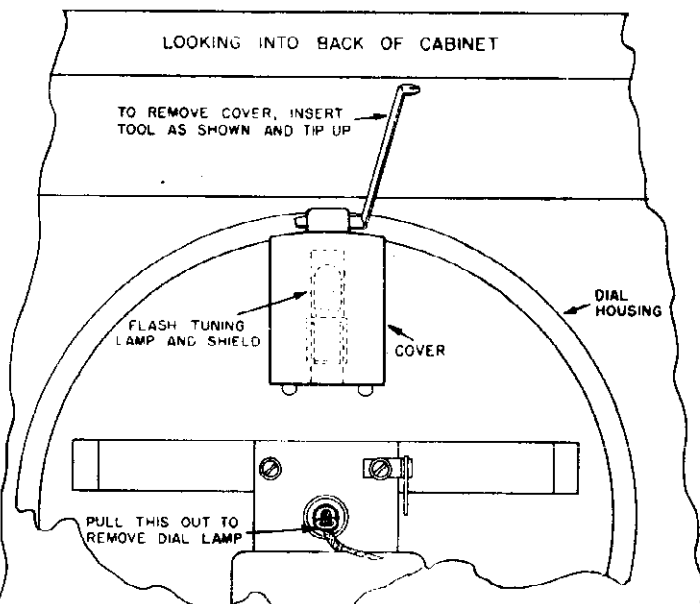 LOOKING INTO BACK OF CABINET
TO REMOVE COVER, INSERT
TOOL AS SHOWN AND TIP UP
DIAL
HOUSING
FLASH TUNING
LAMP AND SHIELD
COVER
PULL THIS OUT TO
REMOVE DIAL LAMP